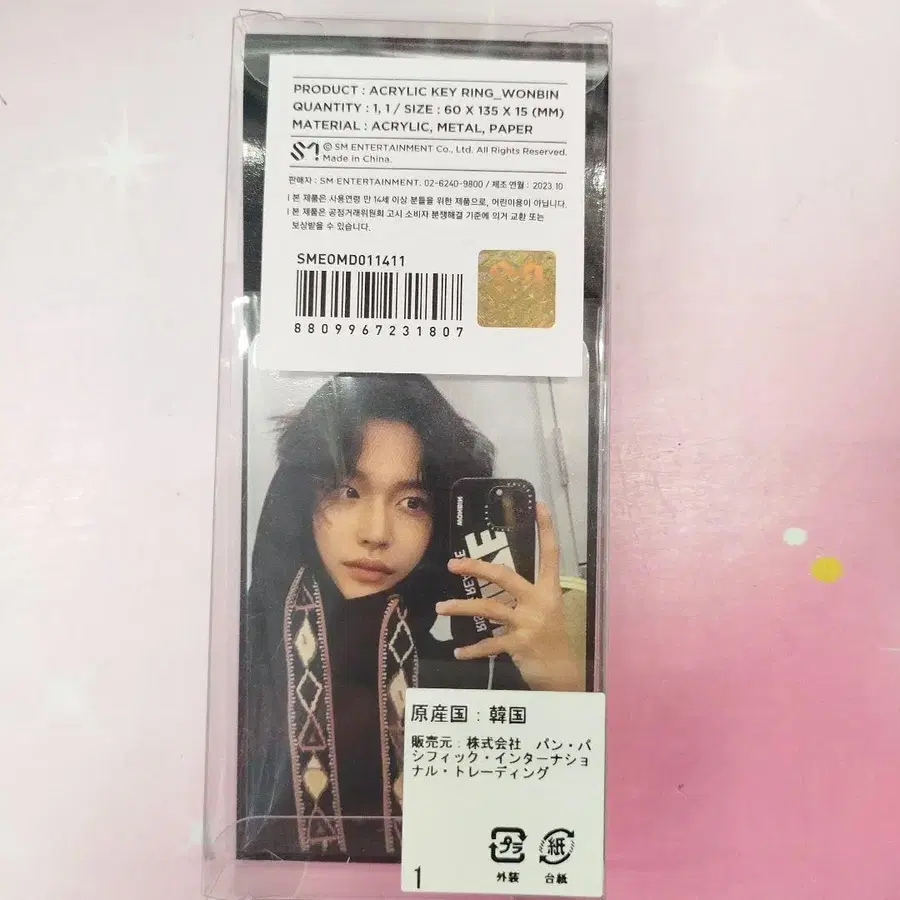 PRODUCT : ACRYLIC KEY RING_WONBIN
QUANTITY : 1, 1 / SIZE : 60 X 135 X 15 (MM)
MATERIAL : ACRYLIC, METAL, PAPER
SM © SM ENTERTAINMENT Co., Ltd. All Rights Reserved.
Made in China.
판매자 : SM ENTERTAINMENT. 02-6240-9800 / 제조 연월 : 2023.10
| 본 제품은 사용연령 만 14세 이상 분들을 위한 제품으로, 어린이용이 아닙니다.
| 본 제품은 공정거래위원회 고시 소비자 분쟁해결 기준에 의거 교환 또는
보상받을 수 있습니다.
SMEOMD011411
8809967231807
WONBIN
原産国：韓国
販売元：株式会社 パン・パ
シフィック・インターナショ
ナル・トレーディング
プラ 紙
外装 台紙
1